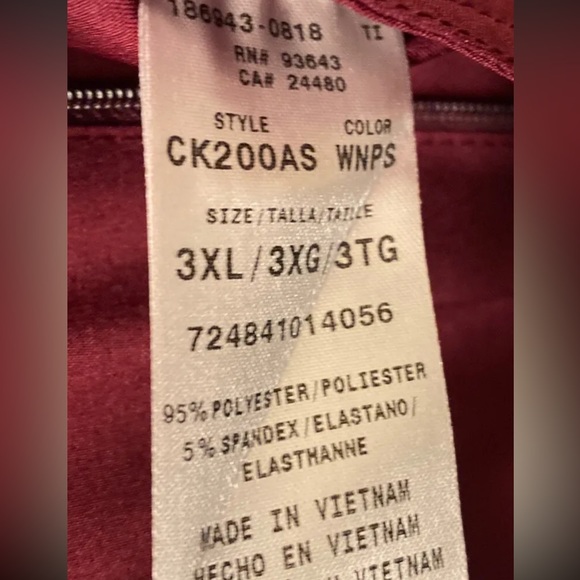 186943-0818 TI
RN# 93643
CA# 24480
STYLE COLOR
CK200AS WNPS
SIZE/TALLA/TAILLE
3XL/3XG/3TG
724841014056
95% POLYESTER/POLIESTER
5% SPANDEX/ELASTANO/
ELASTHANNE
MADE IN VIETNAM
HECHO EN VIETNAM
VIETNAM